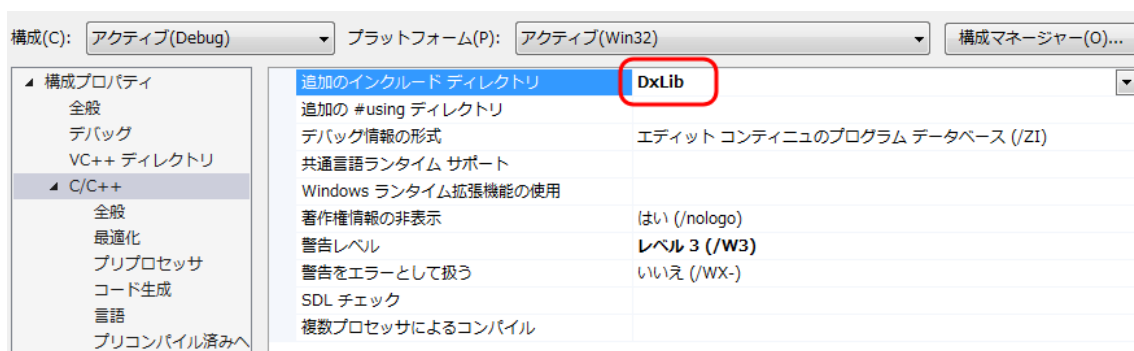 構成(C): アクティブ(Debug) プラットフォーム(P): アクティブ(Win32) 構成マネージャー(O)...
構成プロパティ
全般
デバッグ
VC++ ディレクトリ
C/C++
全般
最適化
プリプロセッサ
コード生成
言語
プリコンパイル済みヘ
追加のインクルード ディレクトリ DxLib
追加の #using ディレクトリ
デバッグ情報の形式 エディット コンティニュのプログラム データベース (/ZI)
共通言語ランタイム サポート
Windows ランタイム拡張機能の使用
著作権情報の非表示 はい (/nologo)
警告レベル レベル 3 (/W3)
警告をエラーとして扱う いいえ (/WX-)
SDL チェック
複数プロセッサによるコンパイル